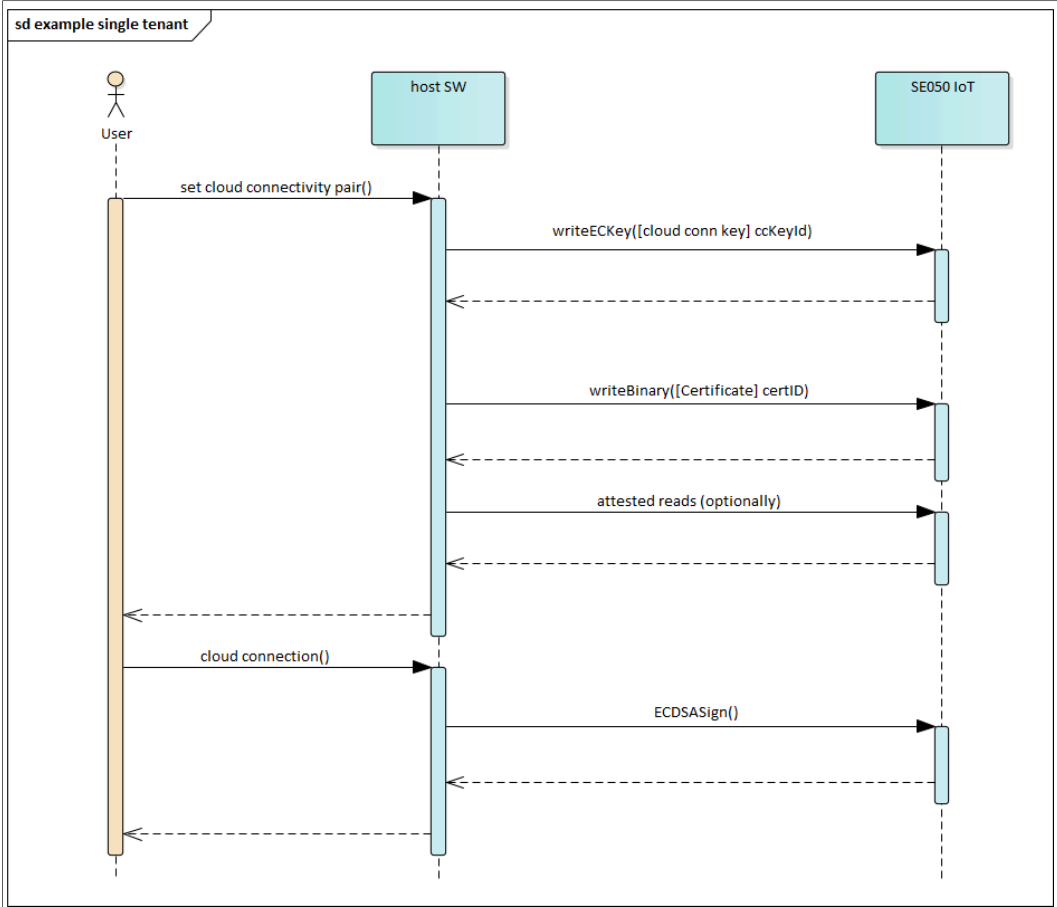 sd example single tenant
User
host SW
SE050 IoT
set cloud connectivity pair()
writeECKey([cloud conn key] ccKeyId)
writeBinary([Certificate] certID)
attested reads (optionally)
cloud connection()
ECDSASign()